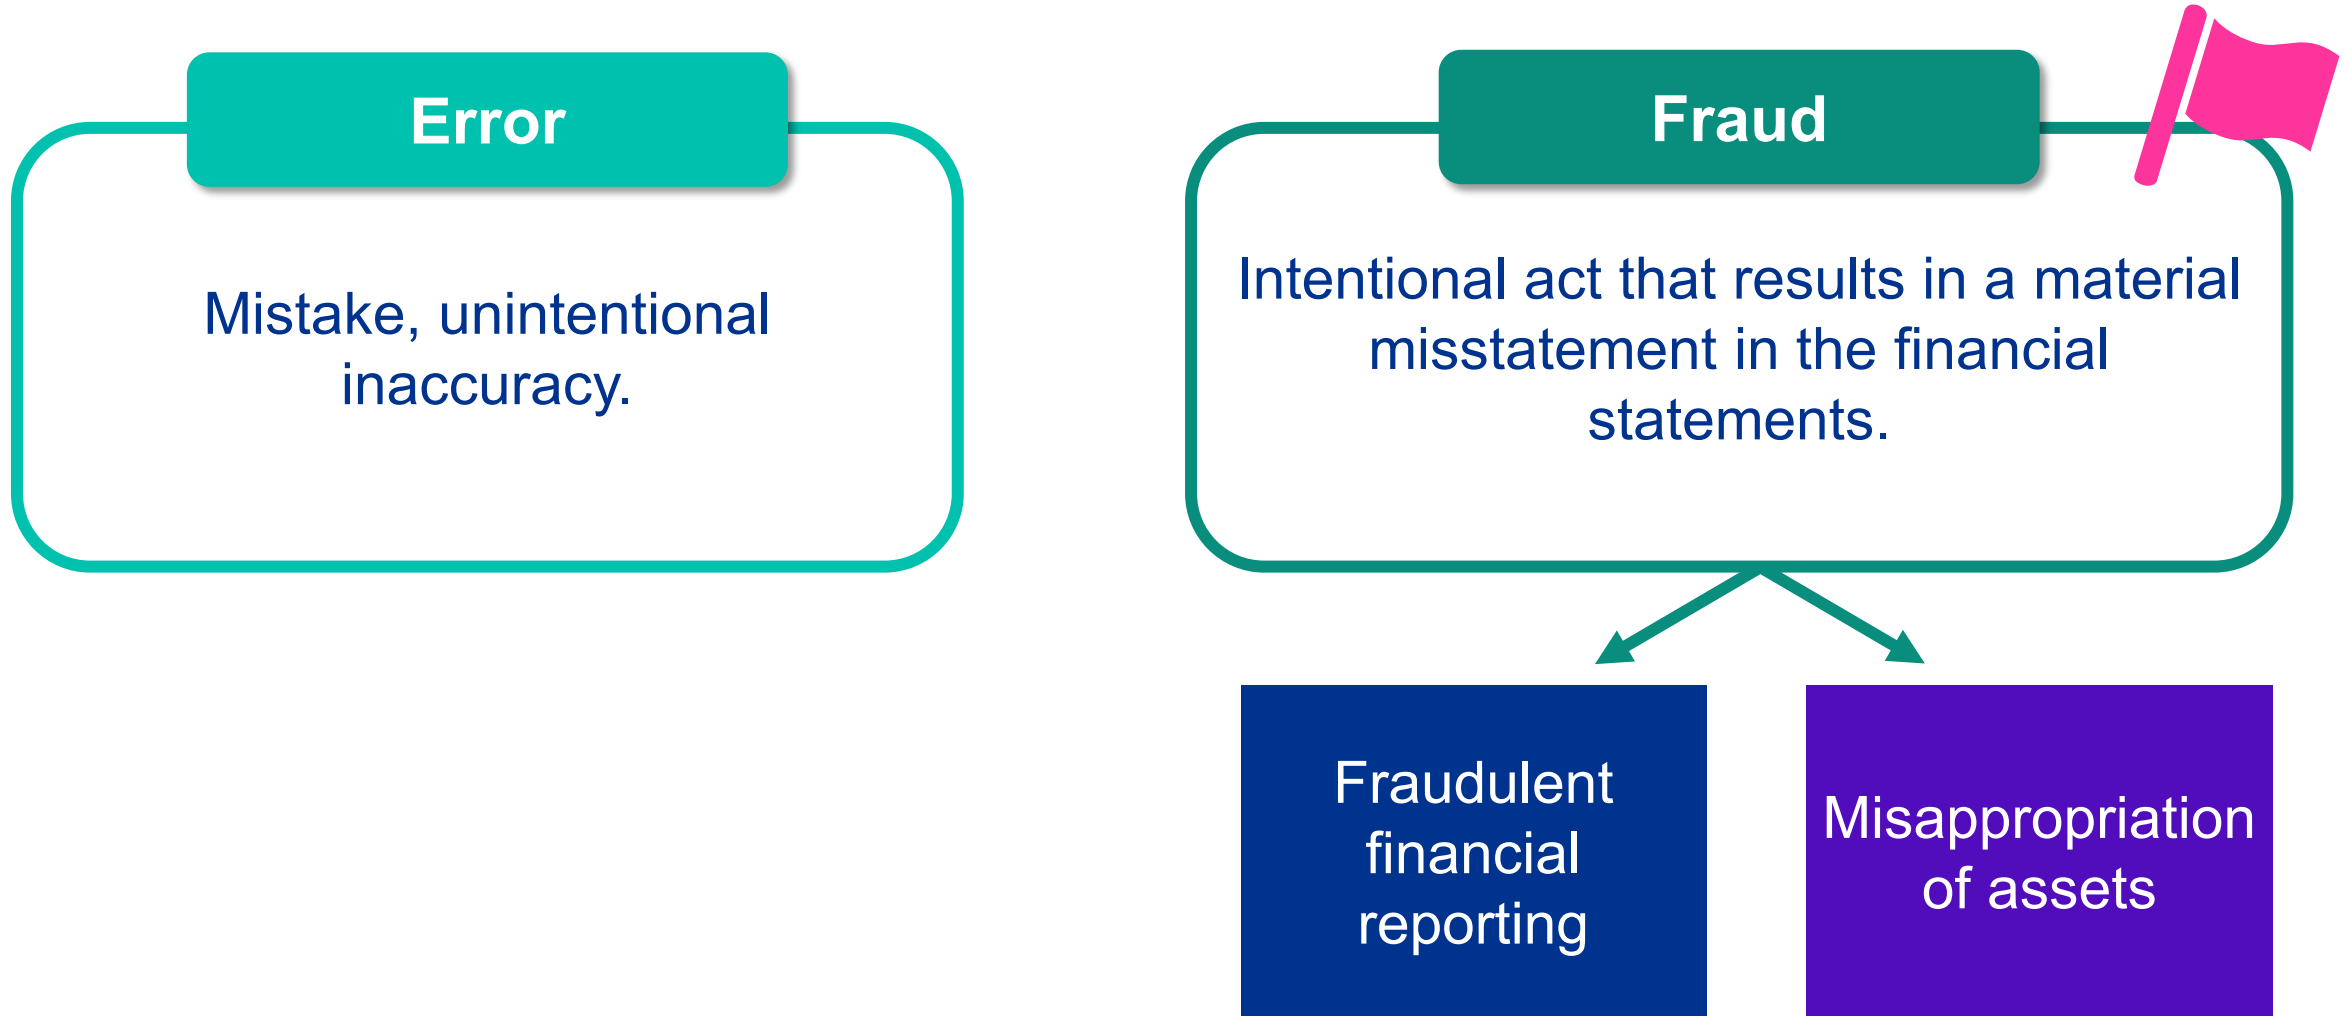 Error
Mistake, unintentional
inaccuracy.
Fraud
Intentional act that results in a material
misstatement in the financial
statements.
Fraudulent
financial
reporting
Misappropriation
of assets